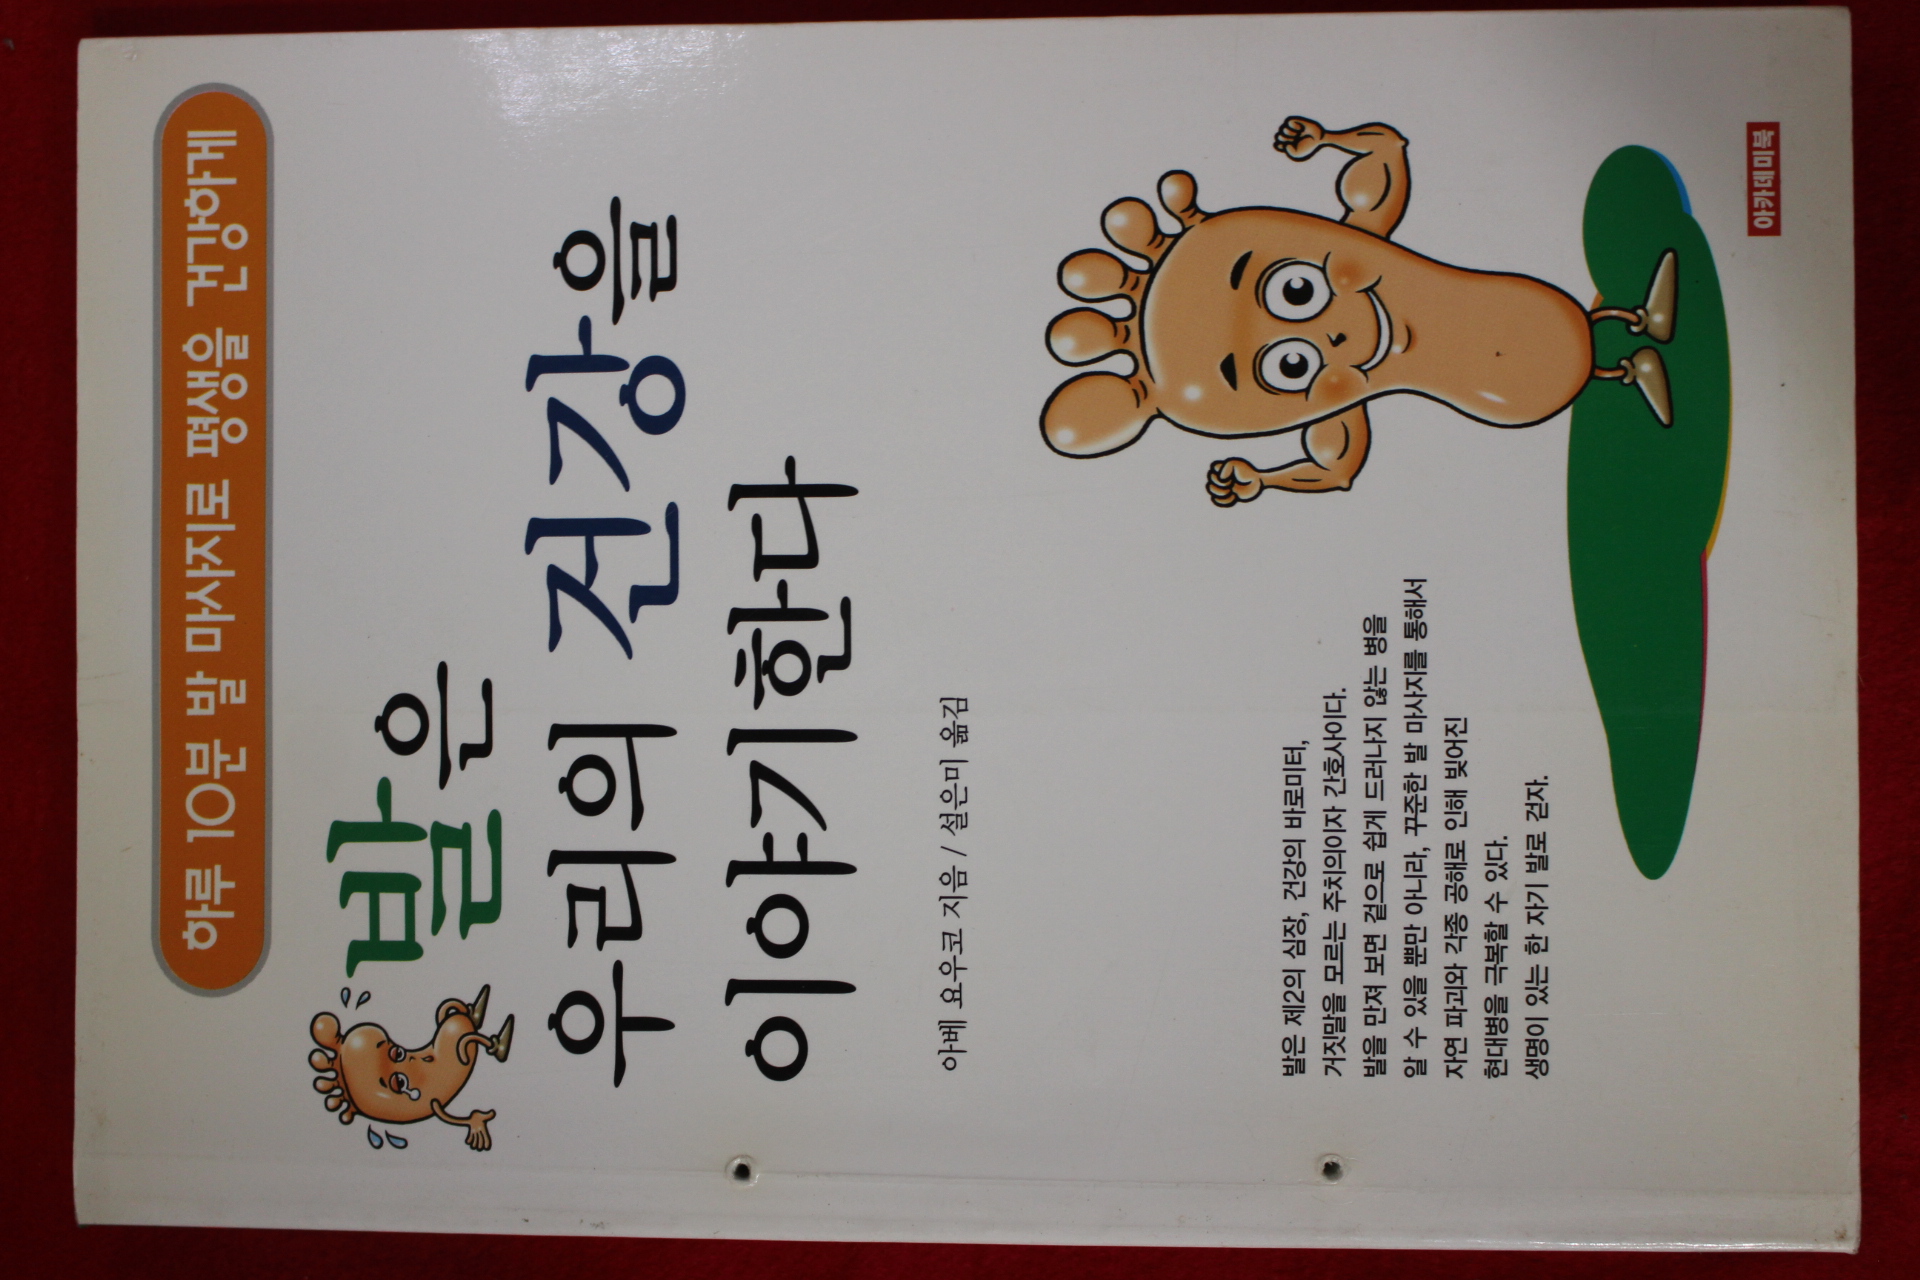 하루 10분 발 마사지로 평생을 건강하게
발은
우리의 건강을
이야기한다
아베 요우코 지음 / 설은미 옮김
발은 제2의 심장, 건강의 바로미터,
거짓말을 모르는 주치의이자 간호사이다.
발을 만져 보면 겉으로 쉽게 드러나지 않는 병을
알 수 있을 뿐만 아니라, 꾸준한 발 마사지를 통해서
자연 파괴와 각종 공해로 인해 빚어진
현대병을 극복할 수 있다.
생명이 있는 한 자기 발로 걷자.
아카데미북